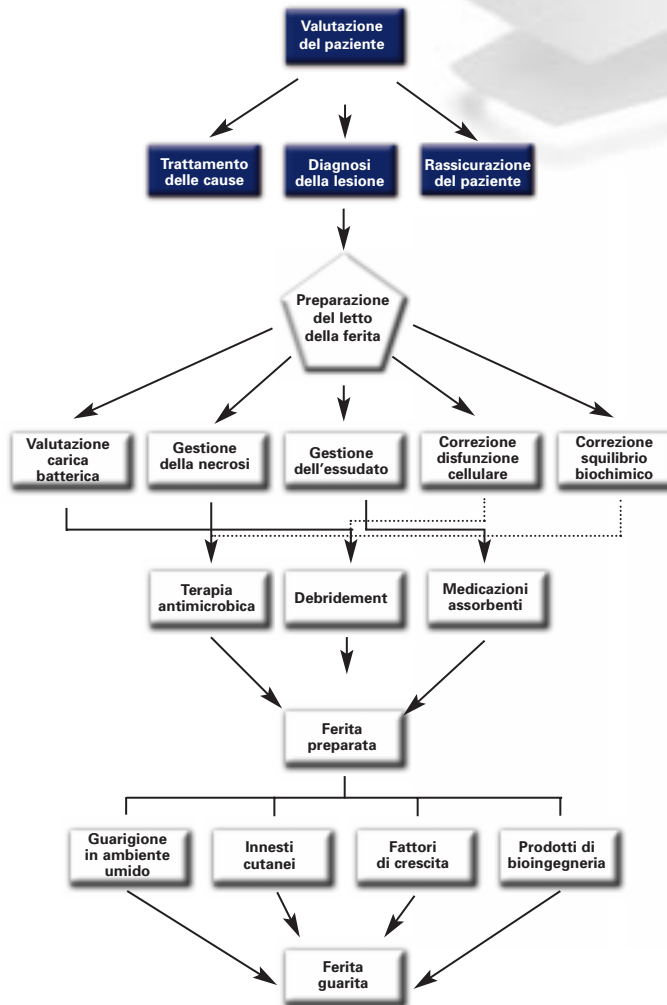 Valutazione
del paziente
Trattamento
delle cause
Diagnosi
della lesione
Rassicurazione
del paziente
Preparazione
del letto
della ferita
Valutazione
carica
batterica
Gestione
della necrosi
Gestione
dell'essudato
Correzione
disfunzione
cellulare
Correzione
squilibrio
biochimico
Terapia
antimicrobica
Debridement
Medicazioni
assorbenti
Ferita
preparata
Guarigione
in ambiente
umido
Innesti
cutanei
Fattori
di crescita
Prodotti di
bioingegneria
Ferita
guarita